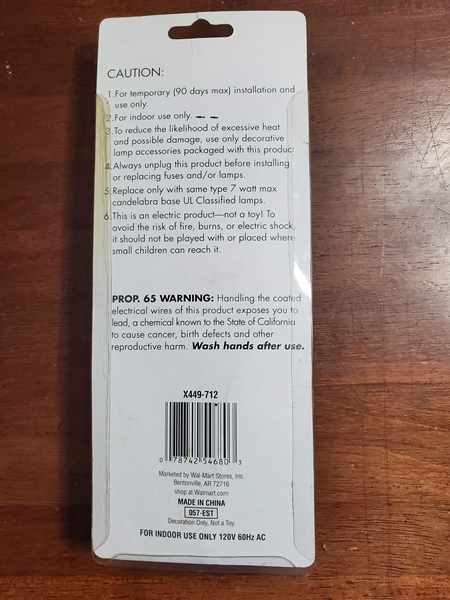 CAUTION:
1. For temporary (90 days max) installation and
use only.
2. For indoor use only.
3. To reduce the likelihood of excessive heat
and possible damage, use only decorative
lamp accessories packaged with this product.
4. Always unplug this product before installing
or replacing fuses and/or lamps.
5. Replace only with same type 7 watt max
candelabra base UL Classified lamps.
6. This is an electric product—not a toy! To
avoid the risk of fire, burns, or electric shock,
it should not be played with or placed where
small children can reach it.
PROP. 65 WARNING: Handling the coated
electrical wires of this product exposes you to
lead, a chemical known to the State of California
to cause cancer, birth defects and other
reproductive harm. Wash hands after use.
X449-712
0 78742 54680 3
Marketed by Wal-Mart Stores, Inc.
Bentonville, AR 72716
shop at Walmart.com
MADE IN CHINA
057-EST
Decoration Only, Not a Toy.
FOR INDOOR USE ONLY 120V 60Hz AC